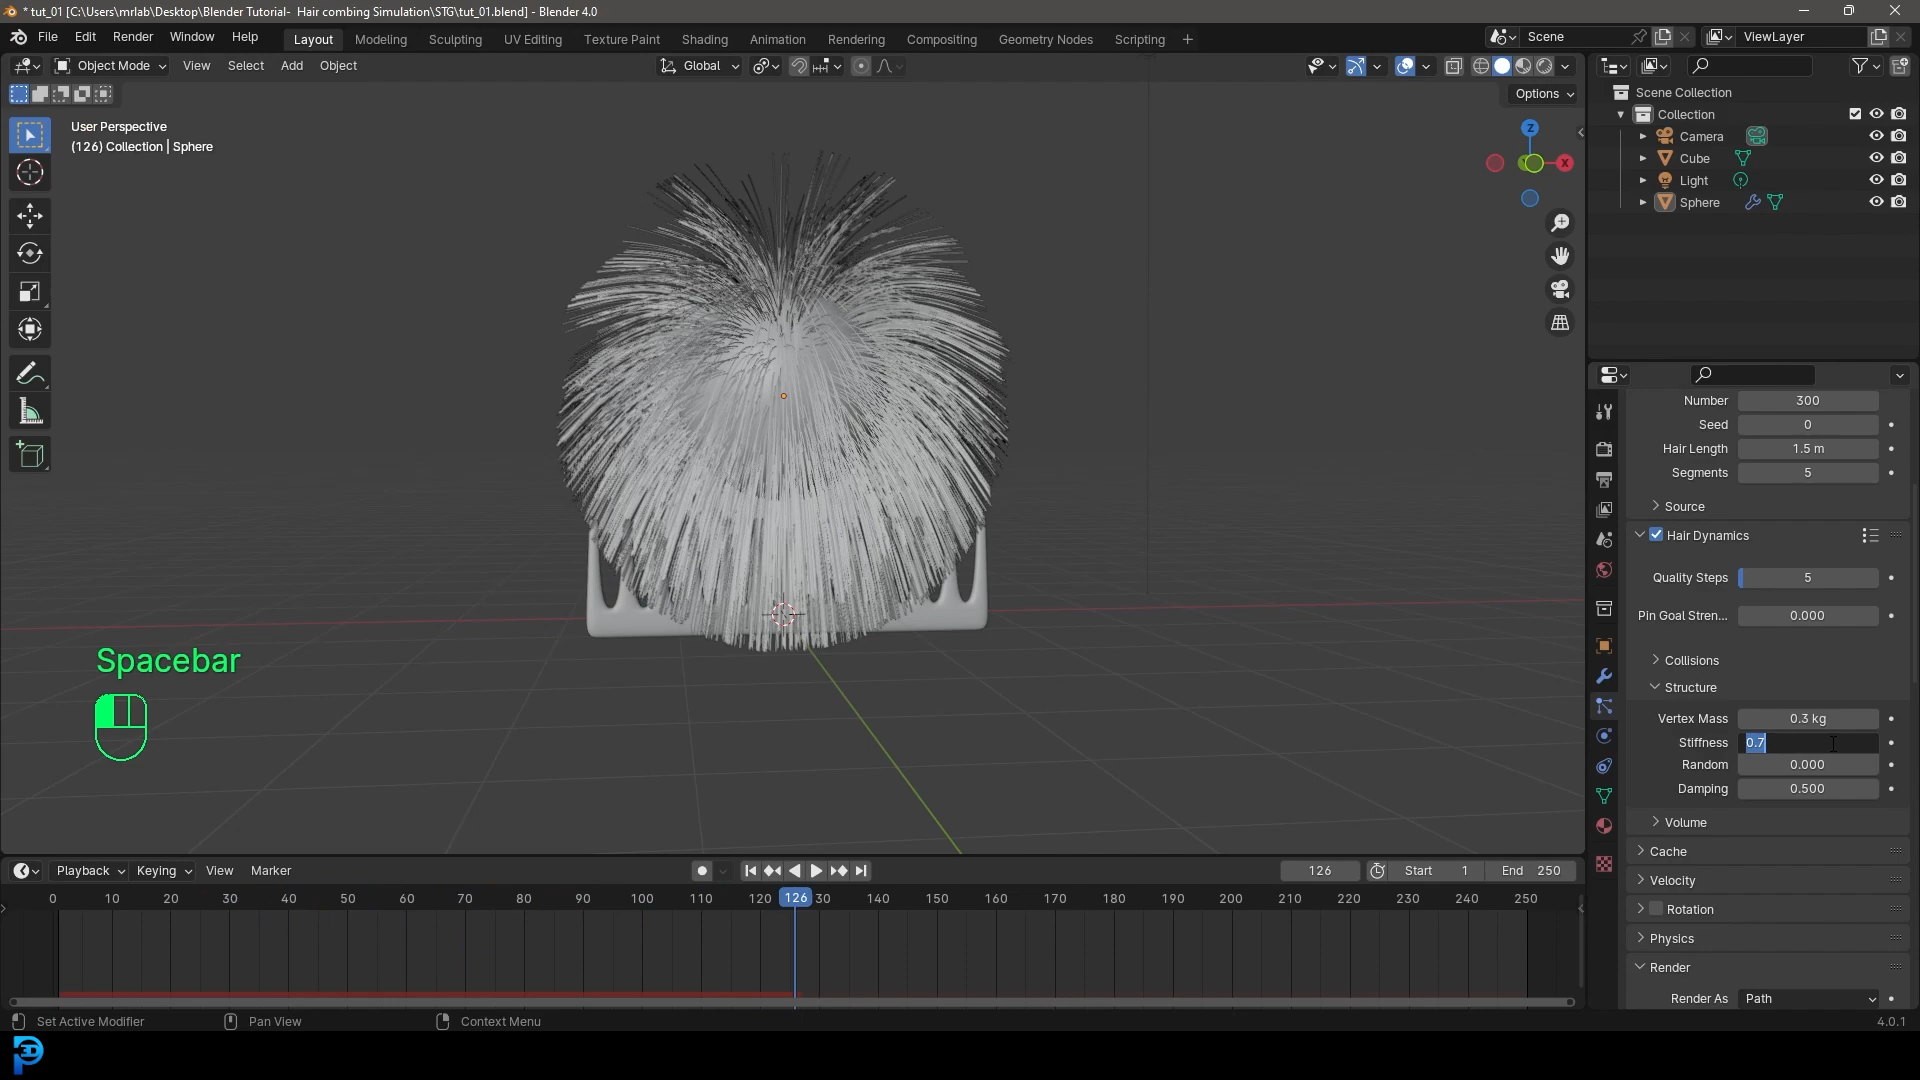 * tut_01 [C:\Users\mrlab\Desktop\Blender Tutorial- Hair combing Simulation\STG\tut_01.blend] - Blender 4.0
File Edit Render Window Help Layout Modeling Sculpting UV Editing Texture Paint Shading Animation Rendering Compositing Geometry Nodes Scripting + Scene ViewLayer
Object Mode View Select Add Object Global
Options
User Perspective
(126) Collection | Sphere
Z
X
Scene Collection
Collection
Camera
Cube
Light
Sphere
Number 300
Seed 0
Hair Length 1.5 m
Segments 5
Source
Hair Dynamics
Quality Steps 5
Pin Goal Stren... 0.000
Collisions
Structure
Vertex Mass 0.3 kg
Stiffness 0.7
Random 0.000
Damping 0.500
Volume
Cache
Velocity
Rotation
Physics
Render
Render As Path
Spacebar
Playback Keying View Marker 126 Start 1 End 250
0 10 20 30 40 50 60 70 80 90 100 110 120 126 30 140 150 160 170 180 190 200 210 220 230 240 250
Set Active Modifier Pan View Context Menu 4.0.1